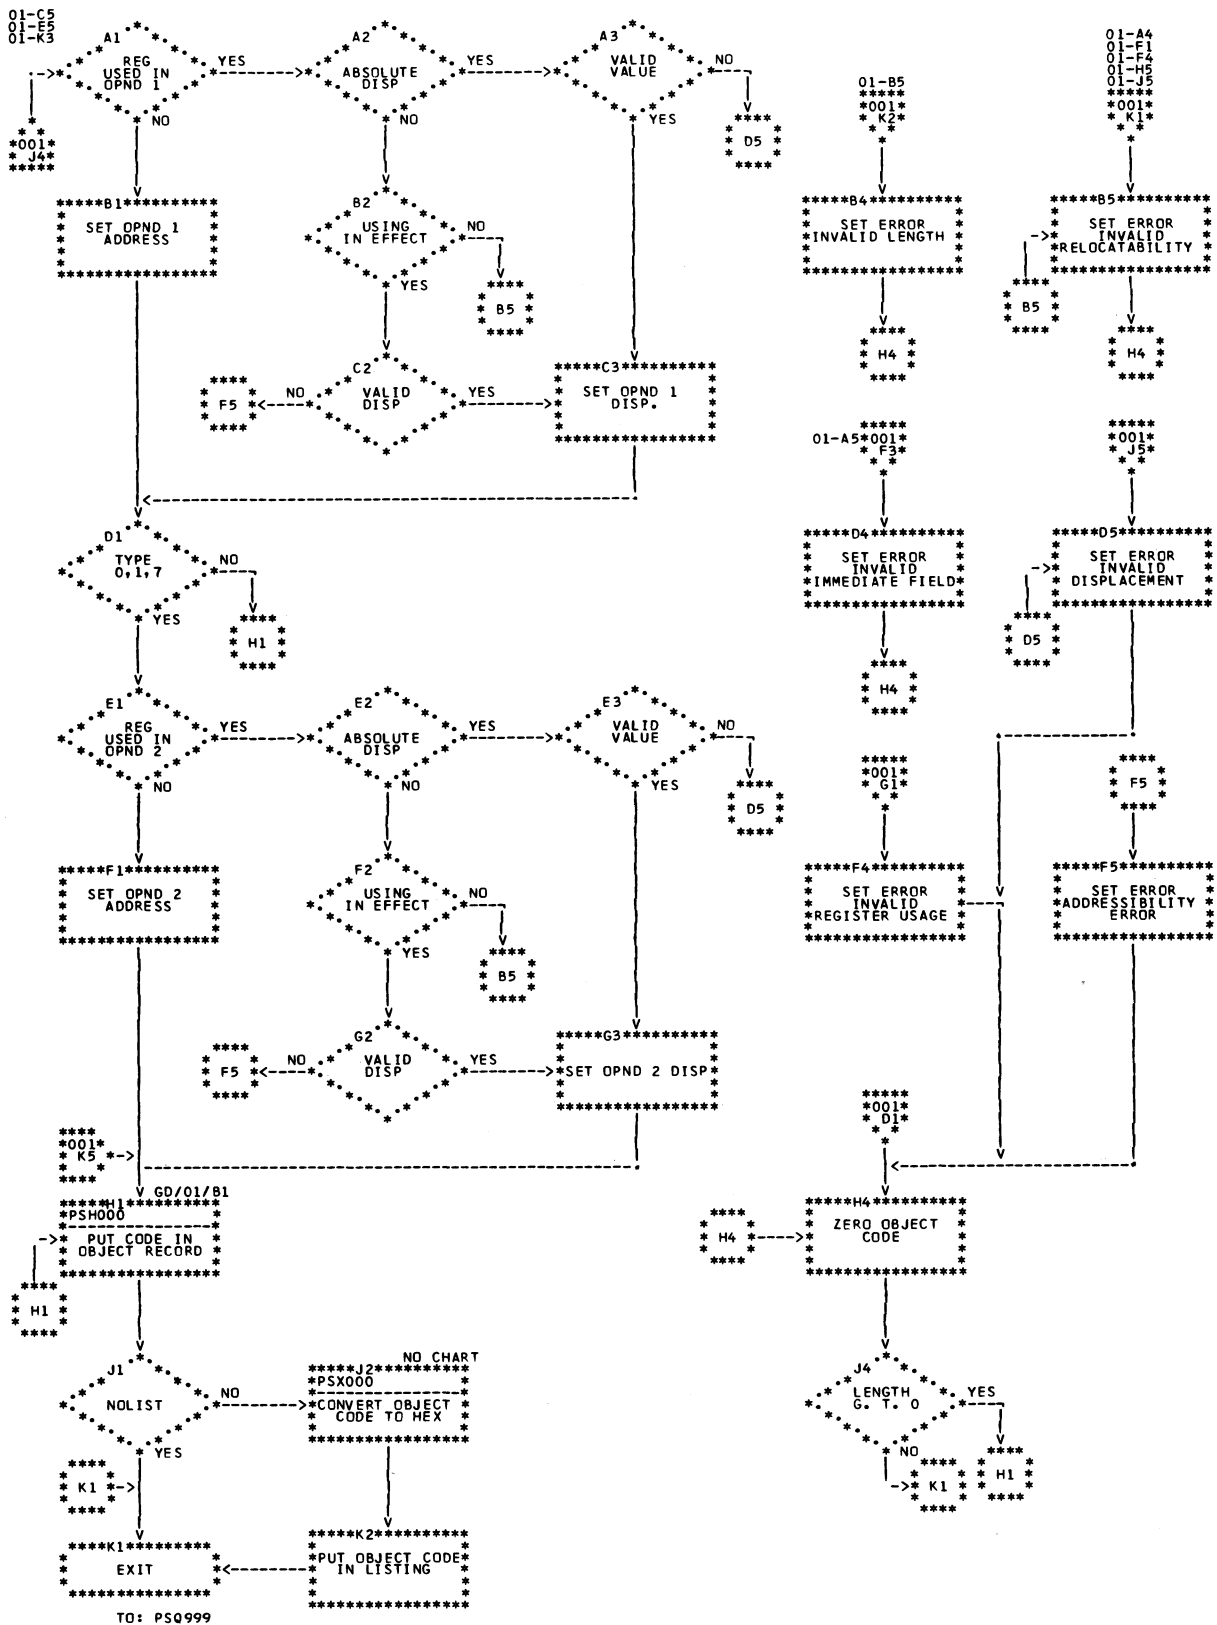 01-C5
01-E5
01-K3
A1
REG
USED IN
OPND 1
YES
NO
*001*
J4*
A2
ABSOLUTE
DISP
YES
NO
A3
VALID
VALUE
NO
YES
D5
01-B5
*001*
K2*
01-A4
01-F1
01-F4
01-H5
01-J5
*001*
K1*
*****B1**********
SET OPND 1
ADDRESS
B2
USING
IN EFFECT
NO
YES
B5
*****B4**********
SET ERROR
INVALID LENGTH
H4
*****B5**********
SET ERROR
INVALID
RELOCATABILITY
B5
H4
C2
VALID
DISP
NO
YES
F5
*****C3**********
SET OPND 1
DISP.
01-A5*001*
F3*
*001*
J5*
D1
TYPE
0,1,7
NO
YES
H1
*****D4**********
SET ERROR
INVALID
IMMEDIATE FIELD
H4
*****D5**********
SET ERROR
INVALID
DISPLACEMENT
D5
E1
REG
USED IN
OPND 2
YES
NO
E2
ABSOLUTE
DISP
YES
NO
E3
VALID
VALUE
NO
YES
D5
*001*
G1*
F5
*****F1**********
SET OPND 2
ADDRESS
F2
USING
IN EFFECT
NO
YES
B5
*****F4**********
SET ERROR
INVALID
REGISTER USAGE
*****F5**********
SET ERROR
ADDRESSIBILITY
ERROR
G2
VALID
DISP
NO
YES
F5
*****G3**********
SET OPND 2 DISP
*001*
D1*
*001*
K5
GD/01/B1
*****H1**********
PSH000
PUT CODE IN
OBJECT RECORD
H1
H4
*****H4**********
ZERO OBJECT
CODE
J1
NOLIST
NO
YES
NO CHART
*****J2**********
PSX000
CONVERT OBJECT
CODE TO HEX
J4
LENGTH
G. T. 0
YES
NO
K1
H1
K1
*****K1*********
EXIT
*****K2**********
PUT OBJECT CODE
IN LISTING
TO: PSQ999